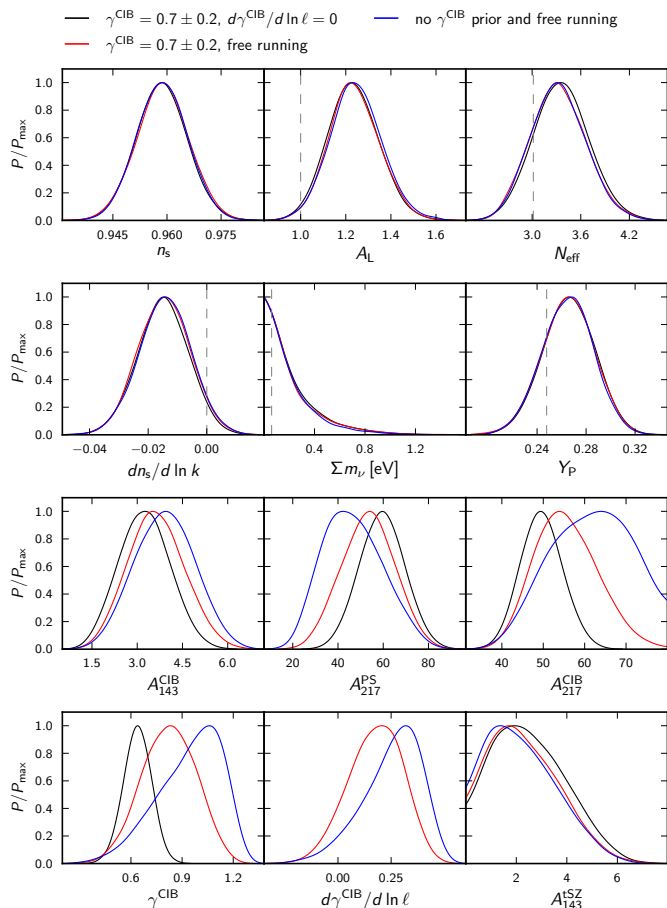 γ^CIB = 0.7 ± 0.2, dγ^CIB/d ln ℓ = 0
no γ^CIB prior and free running
γ^CIB = 0.7 ± 0.2, free running
P/P_max
1.0
0.8
0.6
0.4
0.2
0.0
0.945 0.960 0.975
1.0 1.2 1.4 1.6
3.0 3.6 4.2
n_s
A_L
N_eff
P/P_max
1.0
0.8
0.6
0.4
0.2
0.0
−0.04 −0.02 0.00
0.4 0.8 1.2
0.24 0.28 0.32
dn_s/d ln k
Σm_ν [eV]
Y_P
P/P_max
1.0
0.8
0.6
0.4
0.2
0.0
1.5 3.0 4.5 6.0
20 40 60 80
40 50 60 70
A^CIB_143
A^PS_217
A^CIB_217
P/P_max
1.0
0.8
0.6
0.4
0.2
0.0
0.6 0.9 1.2
0.00 0.25
2 4 6
γ^CIB
dγ^CIB/d ln ℓ
A^tSZ_143